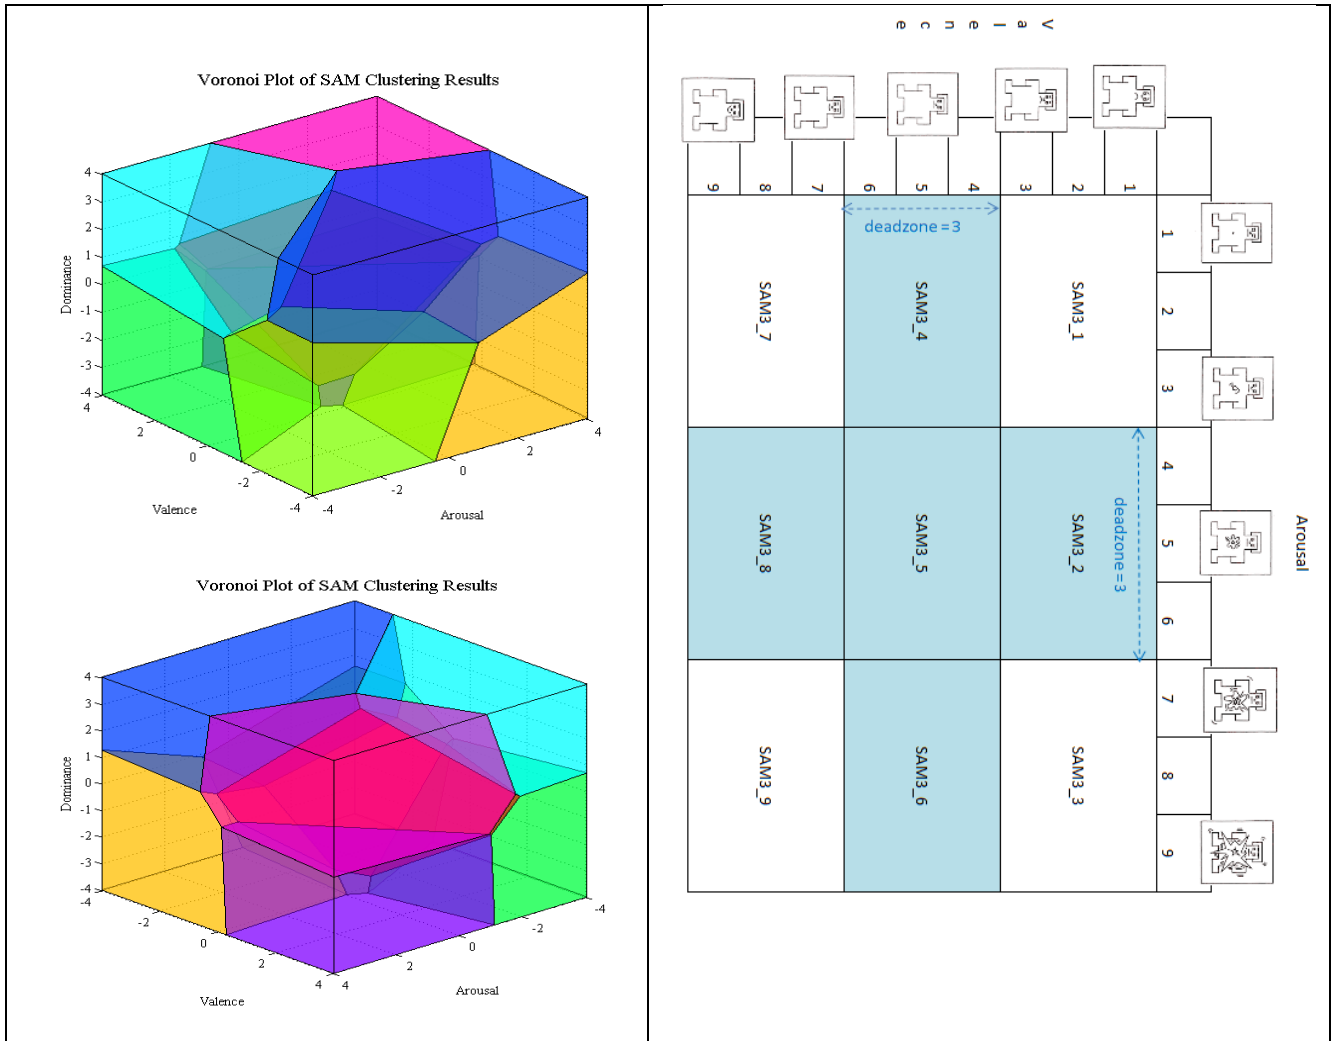 Voronoi Plot of SAM Clustering Results
4
3
2
1
0
-1
-2
-3
-4
Dominance
4
2
0
-2
-4
Valence
-4
-2
0
2
4
Arousal
Voronoi Plot of SAM Clustering Results
4
3
2
1
0
-1
-2
-3
-4
Dominance
-4
-2
0
2
4
Valence
4
2
0
-2
-4
Arousal
Valence
1
2
3
4
5
6
7
8
9
Arousal
1
2
3
4
5
6
7
8
9
deadzone = 3
deadzone = 3
SAM3_1
SAM3_4
SAM3_7
SAM3_2
SAM3_5
SAM3_8
SAM3_3
SAM3_6
SAM3_9